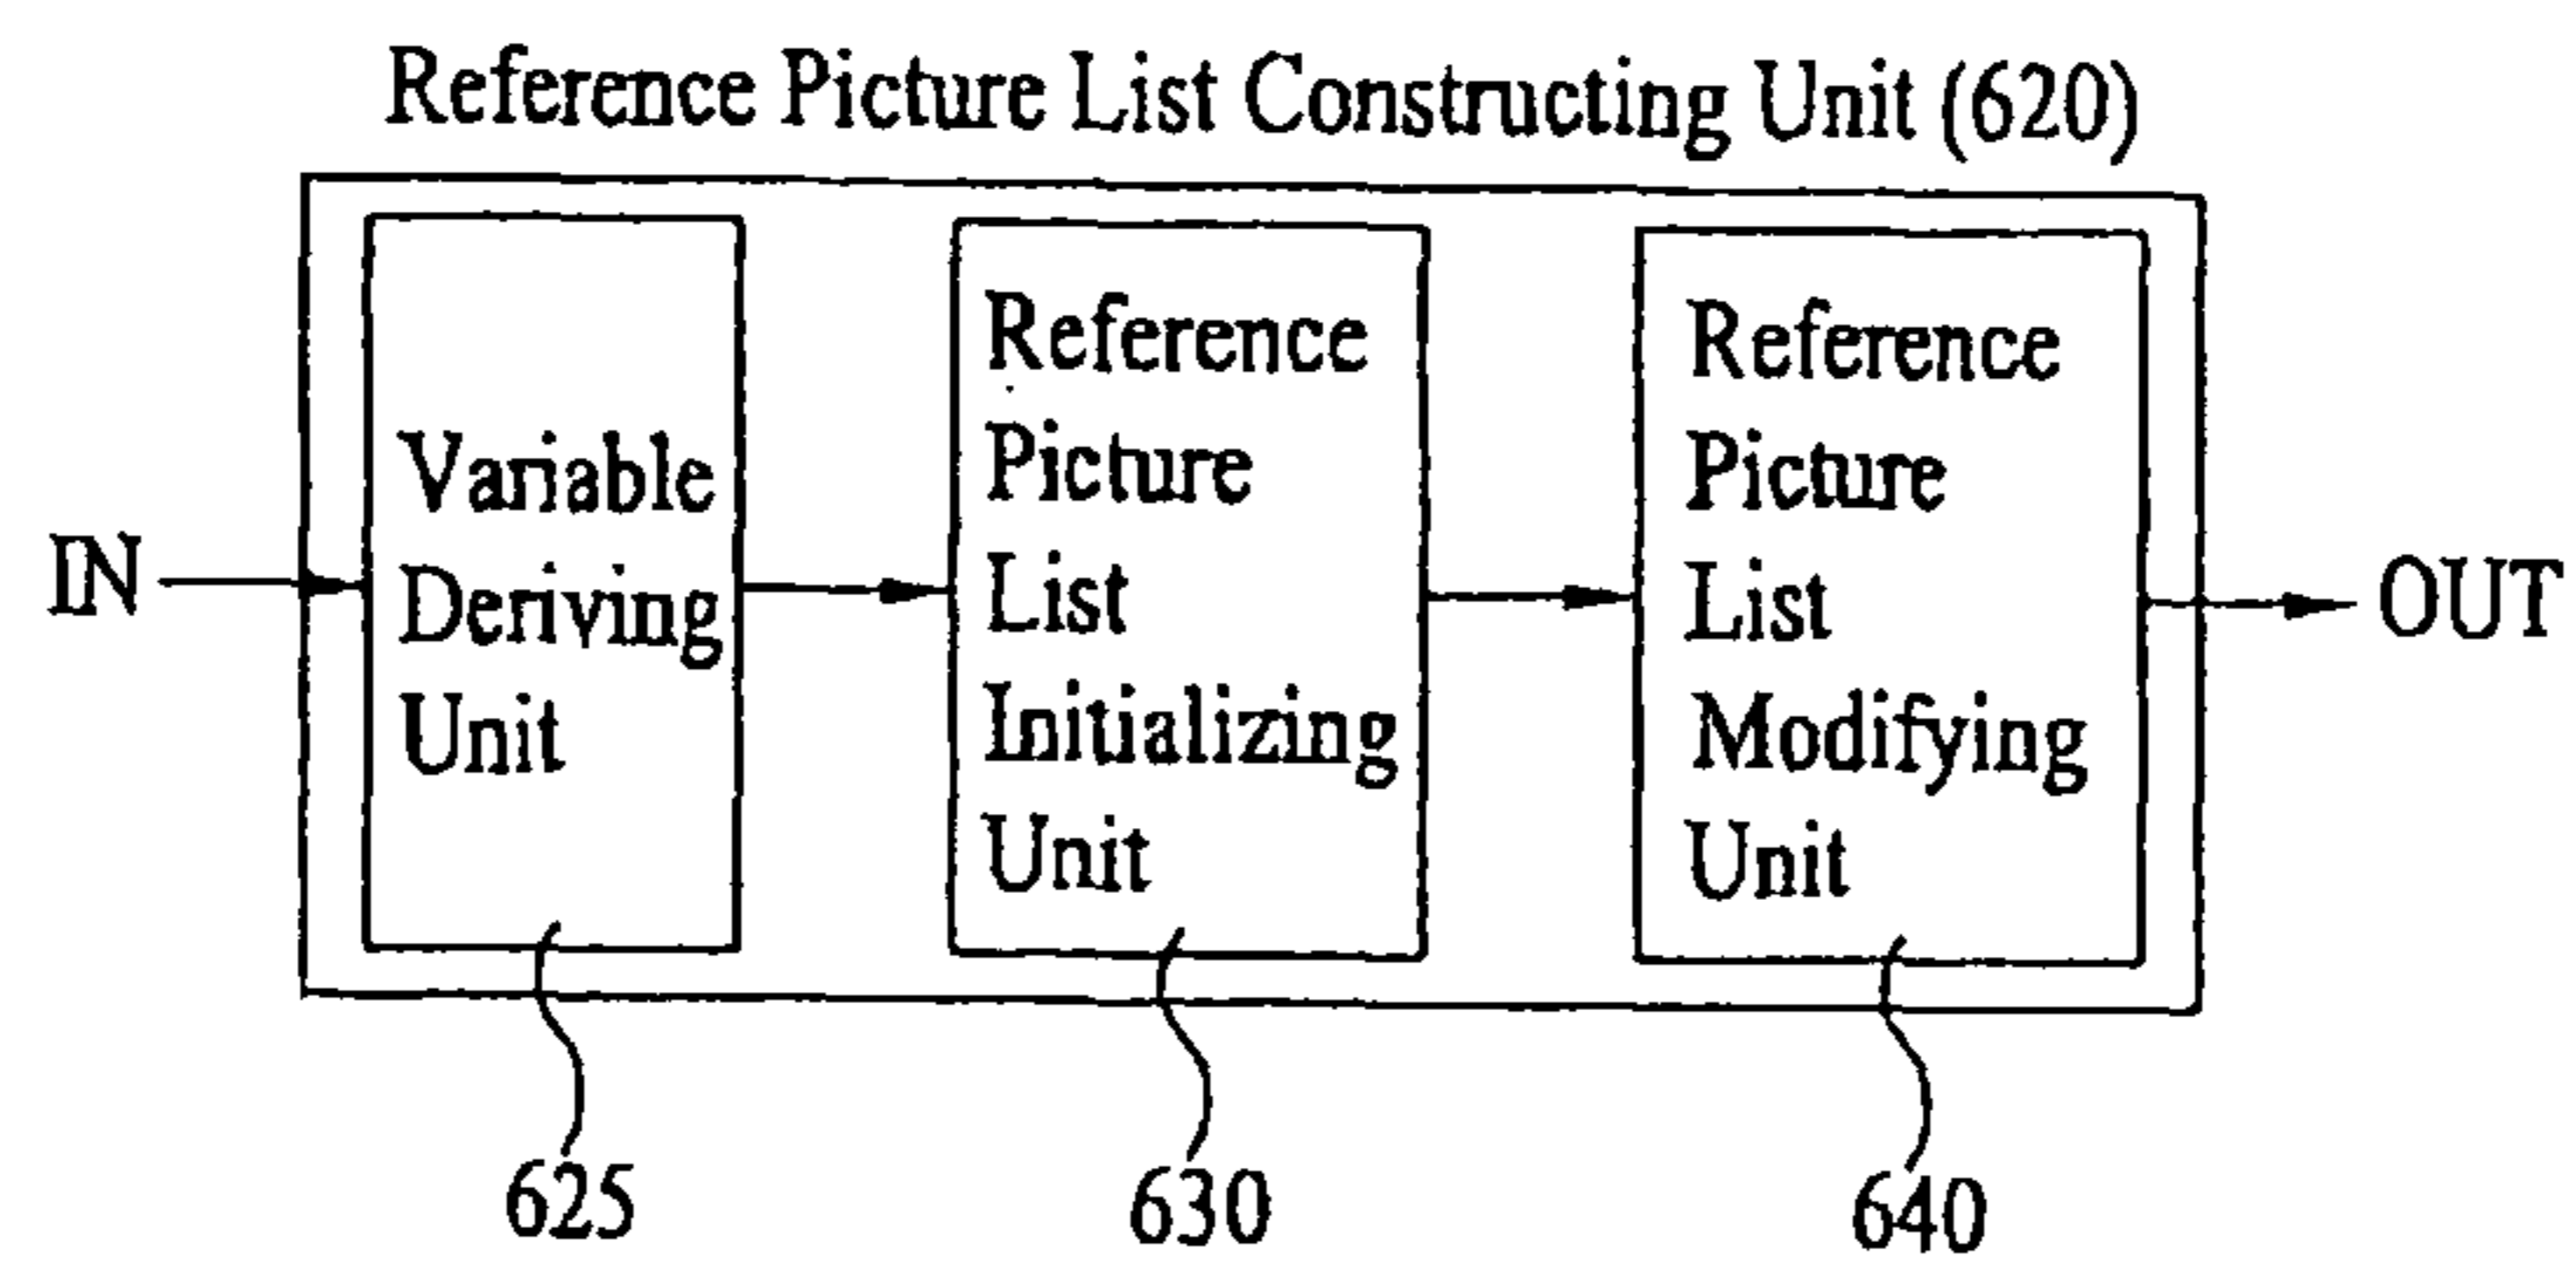 Reference Picture List Constructing Unit (620)
IN
Variable
Deriving
Unit
Reference
Picture
List
Initializing
Unit
Reference
Picture
List
Modifying
Unit
OUT
625
630
640